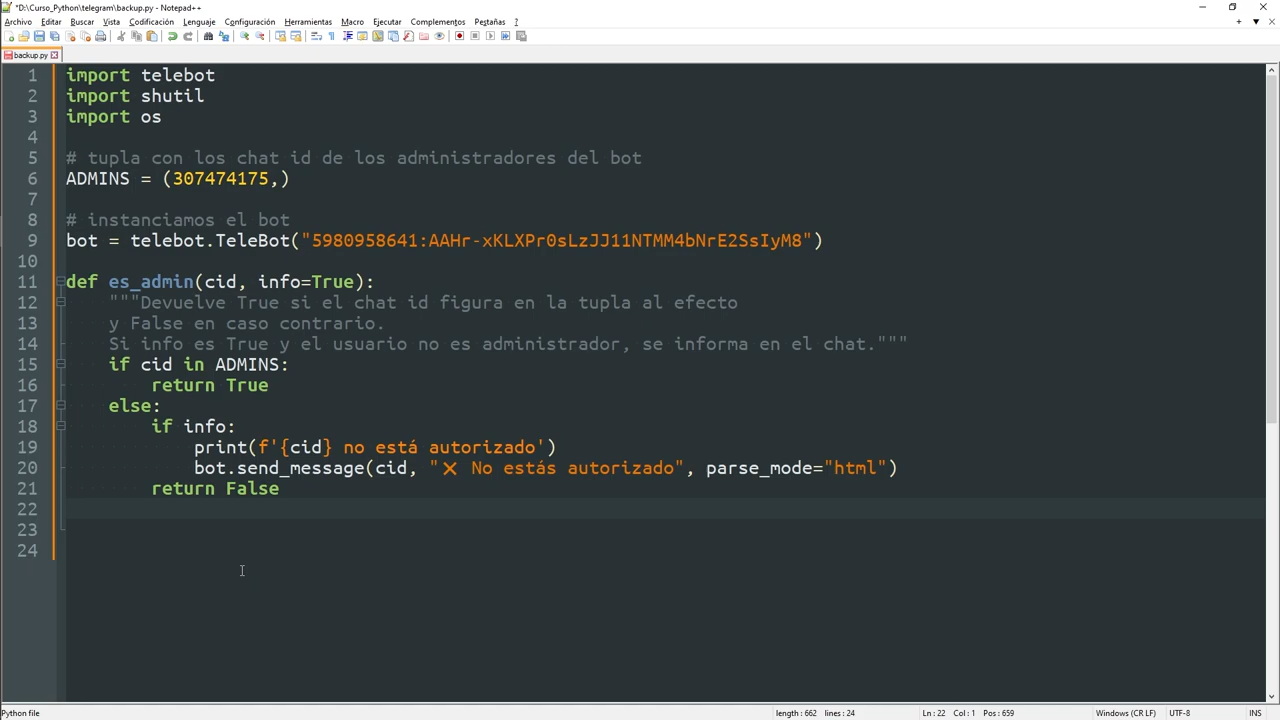 *D:\Curso_Python\telegram\backup.py - Notepad++
Archivo Editar Buscar Vista Codificación Lenguaje Configuración Herramientas Macro Ejecutar Complementos Pestañas ?
backup.py
1 import telebot
2 import shutil
3 import os
4
5 # tupla con los chat id de los administradores del bot
6 ADMINS = (307474175,)
7
8 # instanciamos el bot
9 bot = telebot.TeleBot("5980958641:AAHr-xKLXPr0sLzJJ11NTMM4bNrE2SsIyM8")
10
11 def es_admin(cid, info=True):
12 """Devuelve True si el chat id figura en la tupla al efecto
13 y False en caso contrario.
14 Si info es True y el usuario no es administrador, se informa en el chat."""
15 if cid in ADMINS:
16 return True
17 else:
18 if info:
19 print(f'{cid} no está autorizado')
20 bot.send_message(cid, "❌ No estás autorizado", parse_mode="html")
21 return False
22
23
24
Python file length : 662 lines : 24 Ln : 22 Col : 1 Pos : 659 Windows (CR LF) UTF-8 INS